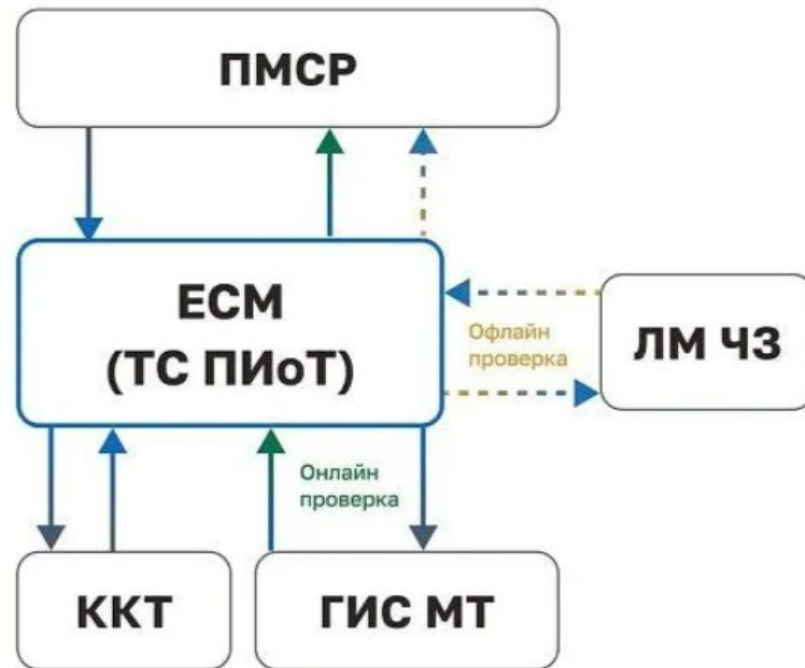 ПМСР
ЕСМ
(ТС ПИоТ)
Офлайн
проверка
ЛМ ЧЗ
Онлайн
проверка
ККТ
ГИС МТ